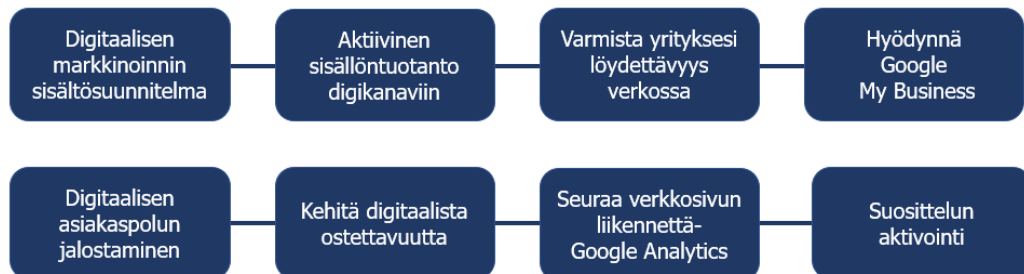 Digitaalisen
markkinoinnin
sisältösuunnitelma
Aktiivinen
sisällöntuotanto
digikanaviin
Varmista yrityksesi
löydettävyys
verkossa
Hyödynnä
Google
My Business
Digitaalisen
asiakaspolun
jalostaminen
Kehitä digitaalista
ostettavuutta
Seuraa verkkosivun
liikennettä-
Google Analytics
Suosittelun
aktivointi